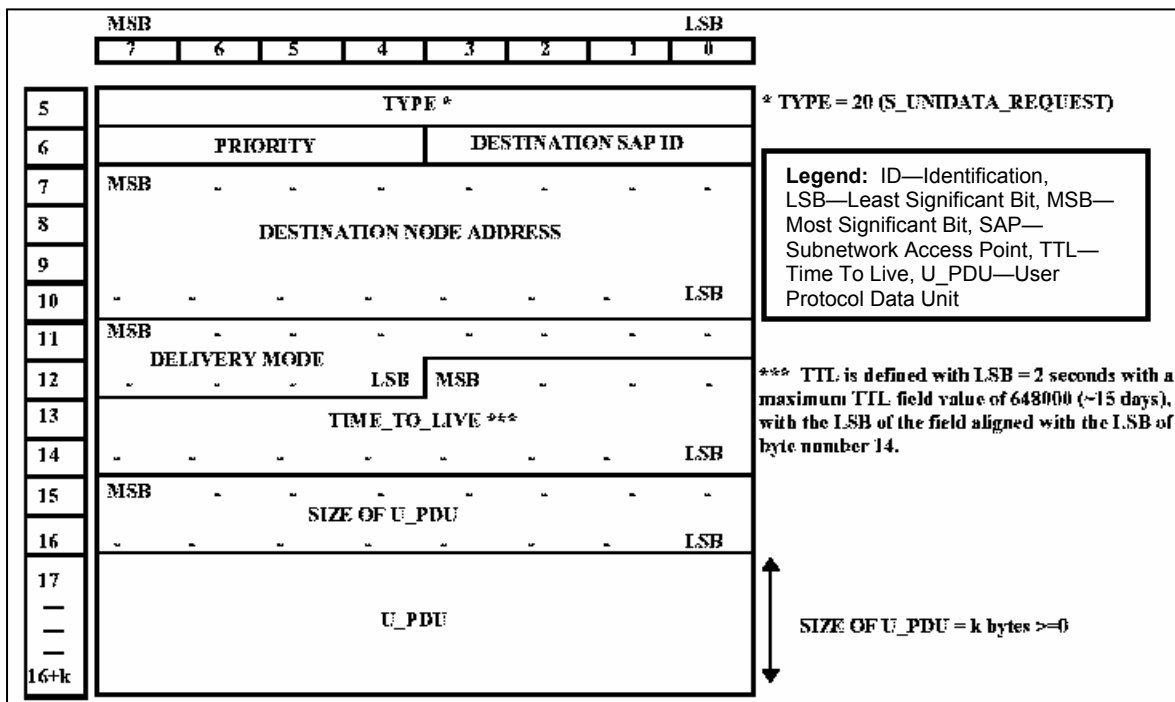 MSB LSB
7 6 5 4 3 2 1 0
5 TYPE * * TYPE = 20 (S_UNIDATA_REQUEST)
6 PRIORITY DESTINATION SAP ID
7 MSB
8 DESTINATION NODE ADDRESS
9
10 LSB
Legend: ID—Identification,
LSB—Least Significant Bit, MSB—
Most Significant Bit, SAP—
Subnetwork Access Point, TTL—
Time To Live, U_PDU—User
Protocol Data Unit
11 MSB
DELIVERY MODE
12 LSB MSB
13 TIME_TO_LIVE ***
14 LSB
*** TTL is defined with LSB = 2 seconds with a
maximum TTL field value of 648000 (~15 days),
with the LSB of the field aligned with the LSB of
byte number 14.
15 MSB
SIZE OF U_PDU
16 LSB
17
—
—
—
16+k
U_PDU
SIZE OF U_PDU = k bytes >=0